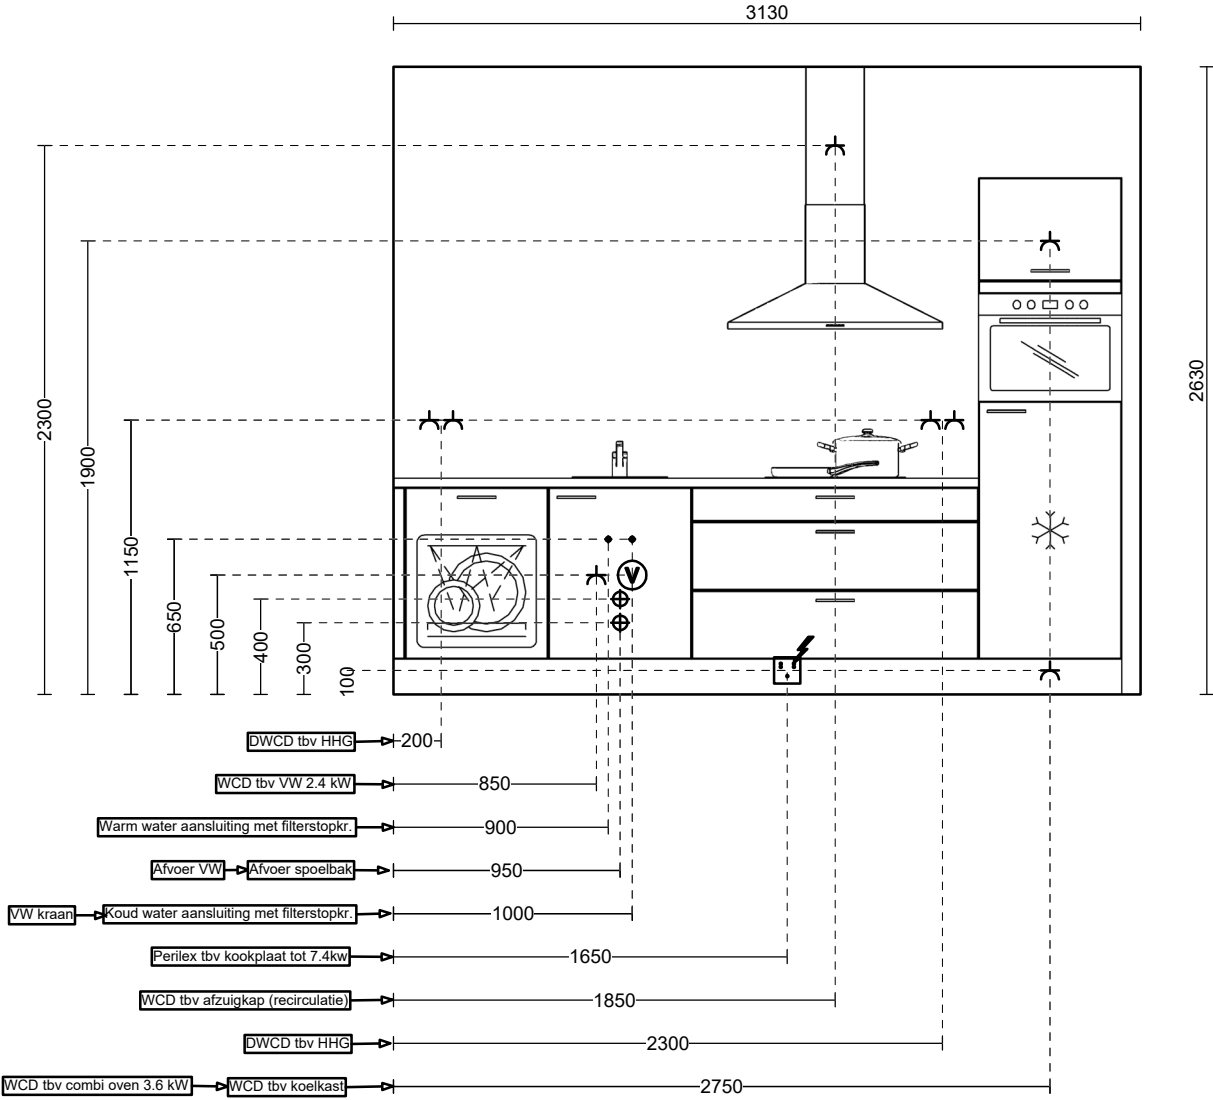 3130
2630
2300
1900
1150
650
500
400
300
100
V
DWCD tbv HHG 200
WCD tbv VW 2.4 kW 850
Warm water aansluiting met filterstopkr. 900
Afvoer VW Afvoer spoelbak 950
VW kraan Koud water aansluiting met filterstopkr. 1000
Perilex tbv kookplaat tot 7.4kw 1650
WCD tbv afzuigkap (recirculatie) 1850
DWCD tbv HHG 2300
WCD tbv combi oven 3.6 kW WCD tbv koelkast 2750